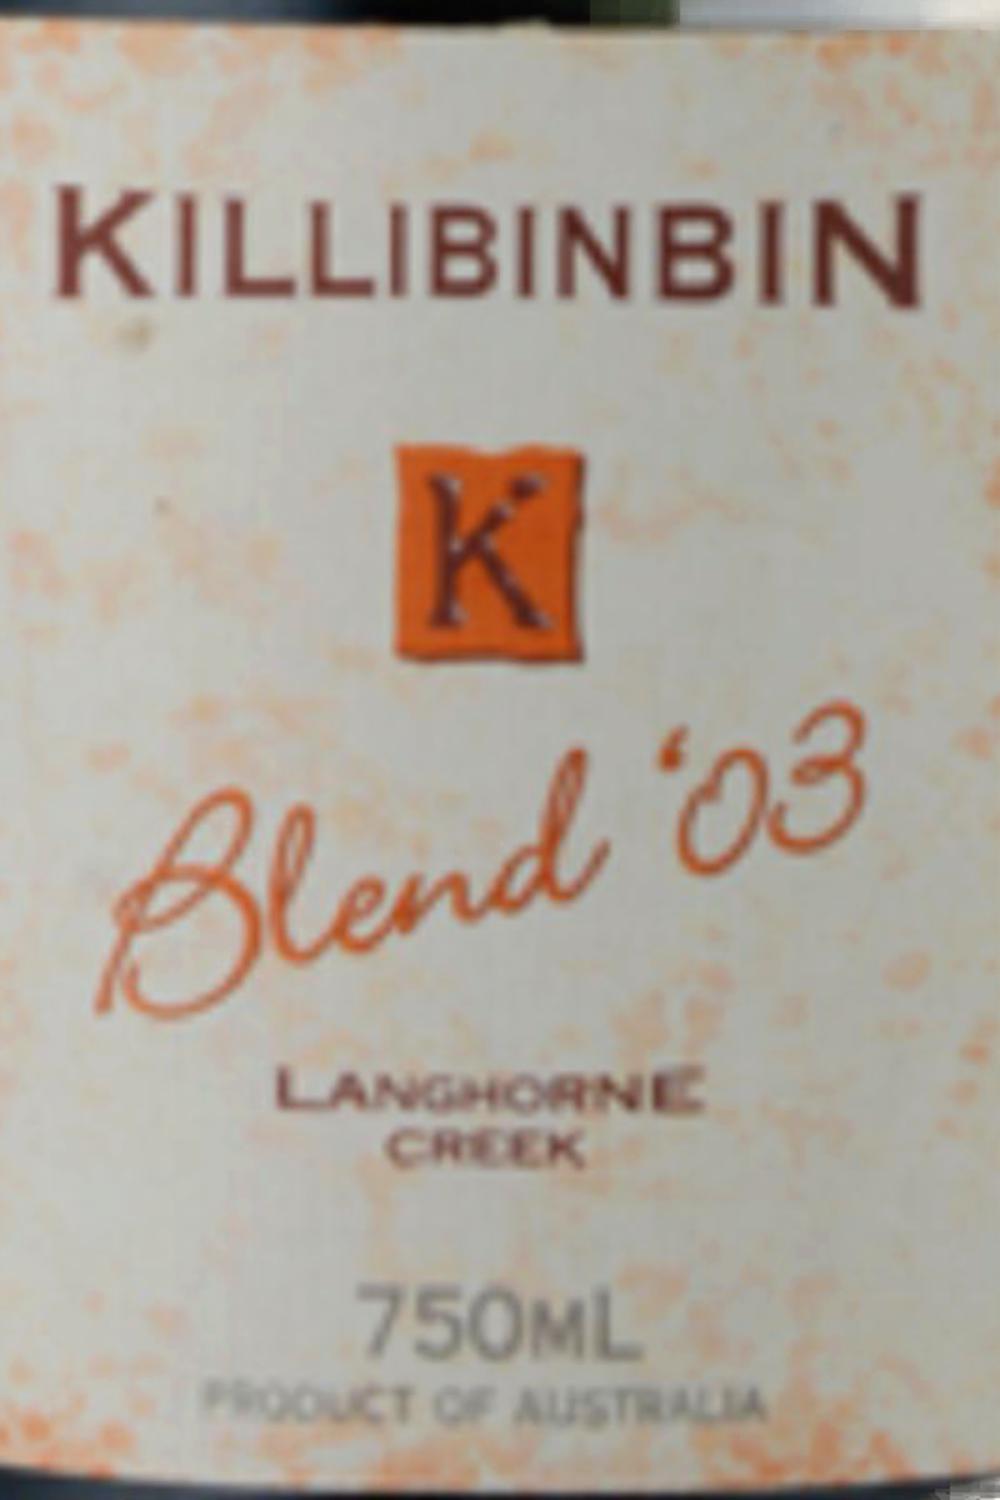 KILLIBINBIN
K
Blend '03
LANGHORNE
CREEK
750ML
PRODUCT OF AUSTRALIA